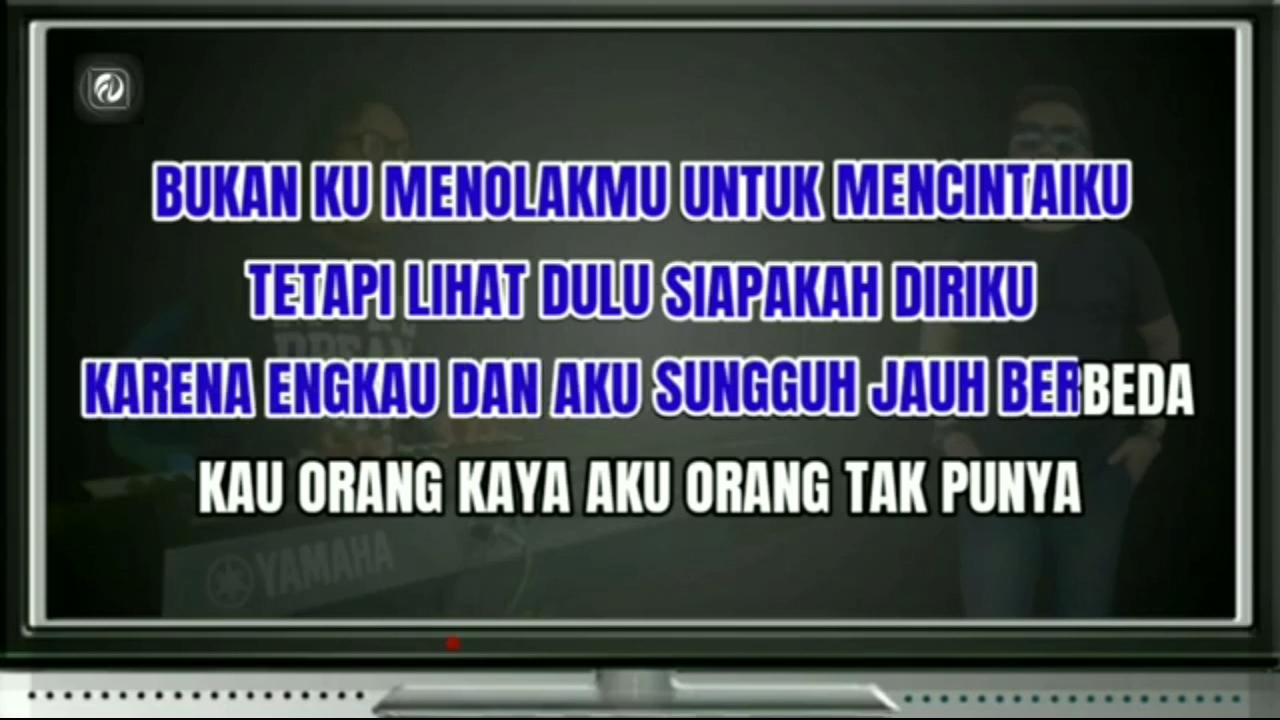 BUKAN KU MENOLAKMU UNTUK MENCINTAIKU
TETAPI LIHAT DULU SIAPAKAH DIRIKU
KARENA ENGKAU DAN AKU SUNGGUH JAUH BERBEDA
KAU ORANG KAYA AKU ORANG TAK PUNYA
YAMAHA